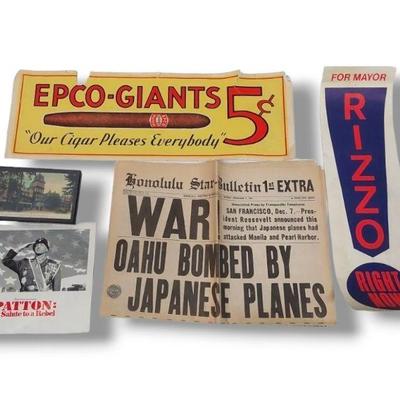 EPCO-GIANTS 5¢
"Our Cigar Pleases Everybody"
FOR MAYOR
RIZZO
RIGHT
NOW
Honolulu Star-Bulletin 1st EXTRA
WAR!
SAN FRANCISCO, Dec. 7.—Pres-
ident Roosevelt announced this
morning that Japanese planes had
attacked Manila and Pearl Harbor.
OAHU BOMBED BY
JAPANESE PLANES
PATTON:
Salute to a Rebel